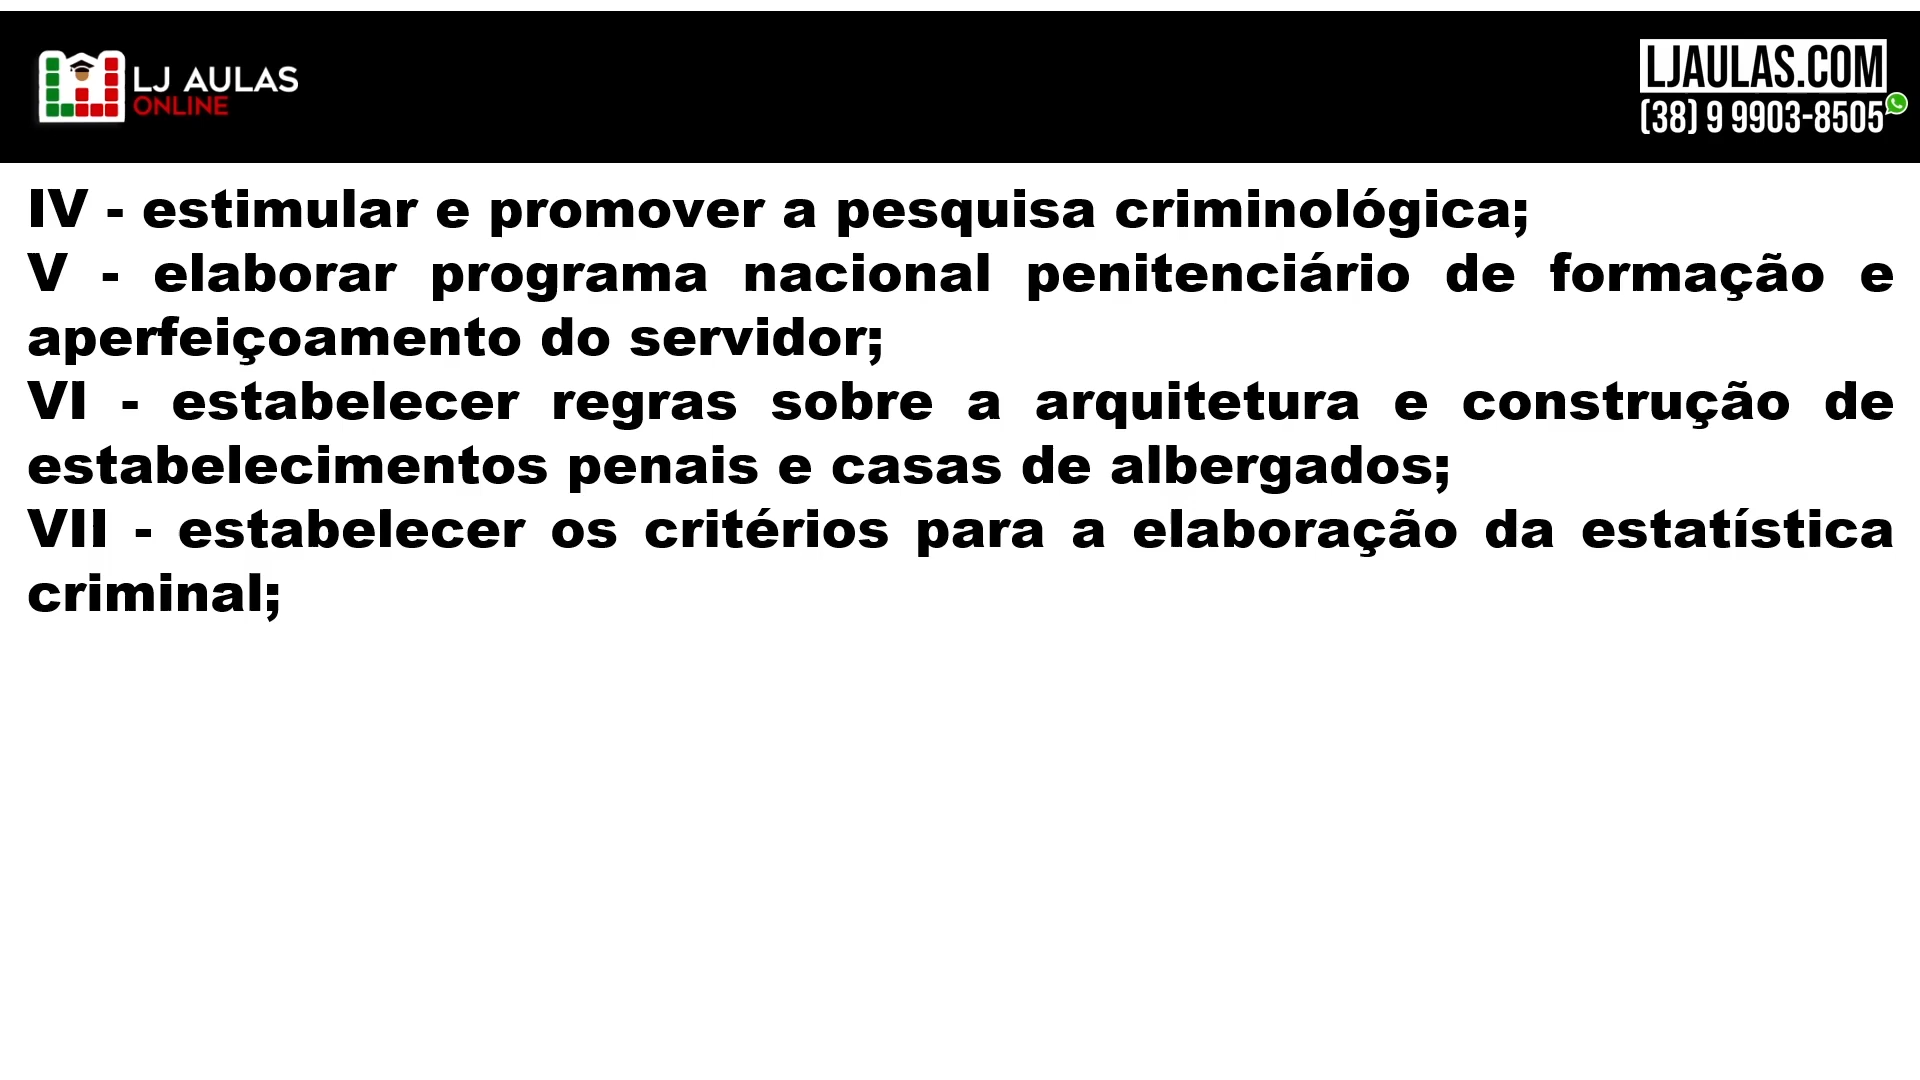 LJ AULAS
ONLINE
LJAULAS.COM
(38) 9 9903-8505
IV - estimular e promover a pesquisa criminológica;
V - elaborar programa nacional penitenciário de formação e
aperfeiçoamento do servidor;
VI - estabelecer regras sobre a arquitetura e construção de
estabelecimentos penais e casas de albergados;
VII - estabelecer os critérios para a elaboração da estatística
criminal;